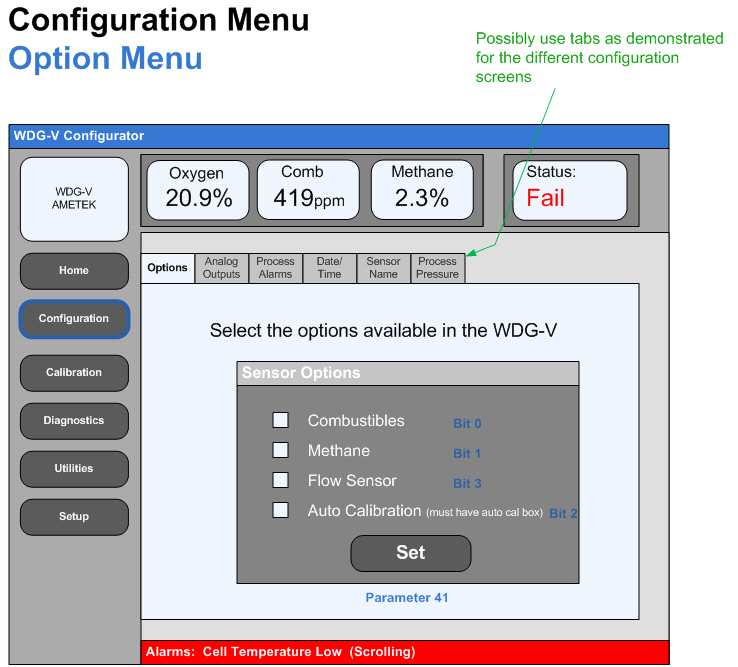 Configuration Menu
Option Menu
Possibly use tabs as demonstrated
for the different configuration
screens
WDG-V Configurator
WDG-V
AMETEK
Oxygen
20.9%
Comb
419ppm
Methane
2.3%
Status:
Fail
Home
Configuration
Calibration
Diagnostics
Utilities
Setup
Options
Analog
Outputs
Process
Alarms
Date/
Time
Sensor
Name
Process
Pressure
Select the options available in the WDG-V
Sensor Options
Combustibles Bit 0
Methane Bit 1
Flow Sensor Bit 3
Auto Calibration (must have auto cal box) Bit 2
Set
Parameter 41
Alarms: Cell Temperature Low (Scrolling)